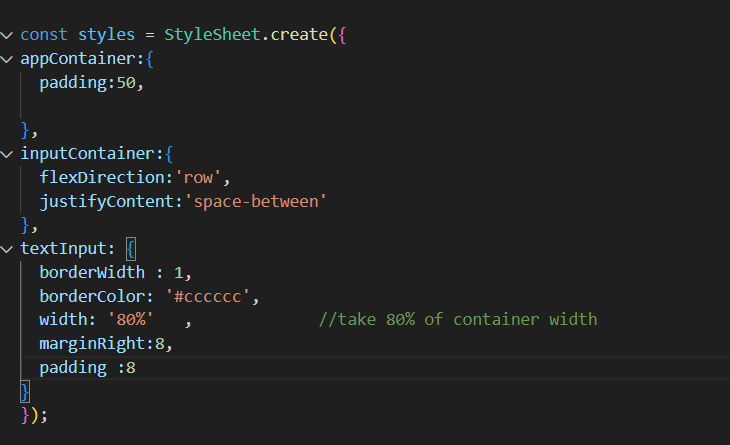 const styles = StyleSheet.create({
appContainer:{
padding:50,
},
inputContainer:{
flexDirection:'row',
justifyContent:'space-between'
},
textInput: {
borderWidth : 1,
borderColor: '#cccccc',
width: '80%'   ,             //take 80% of container width
marginRight:8,
padding :8
}
});